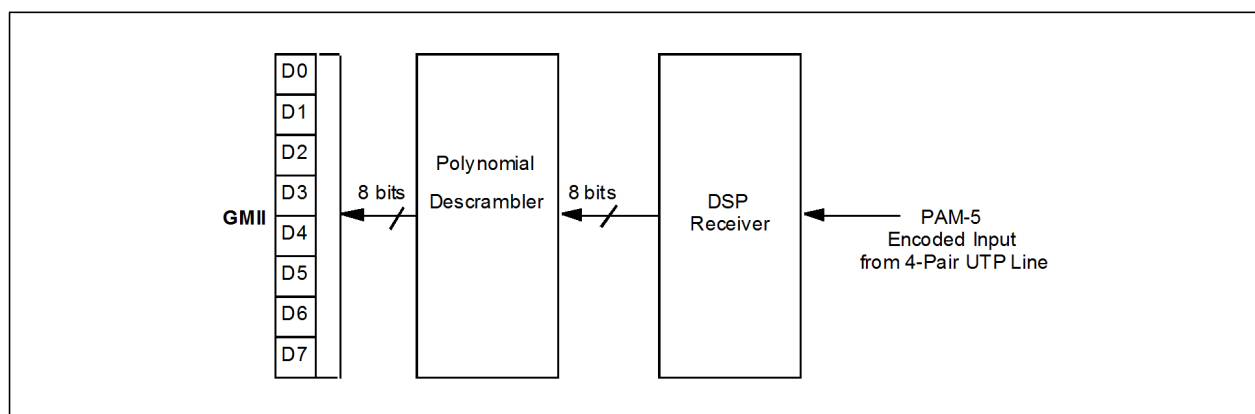 D0
D1
D2
D3
D4
D5
D6
D7
GMII
8 bits
Polynomial
Descrambler
8 bits
DSP
Receiver
PAM-5
Encoded Input
from 4-Pair UTP Line